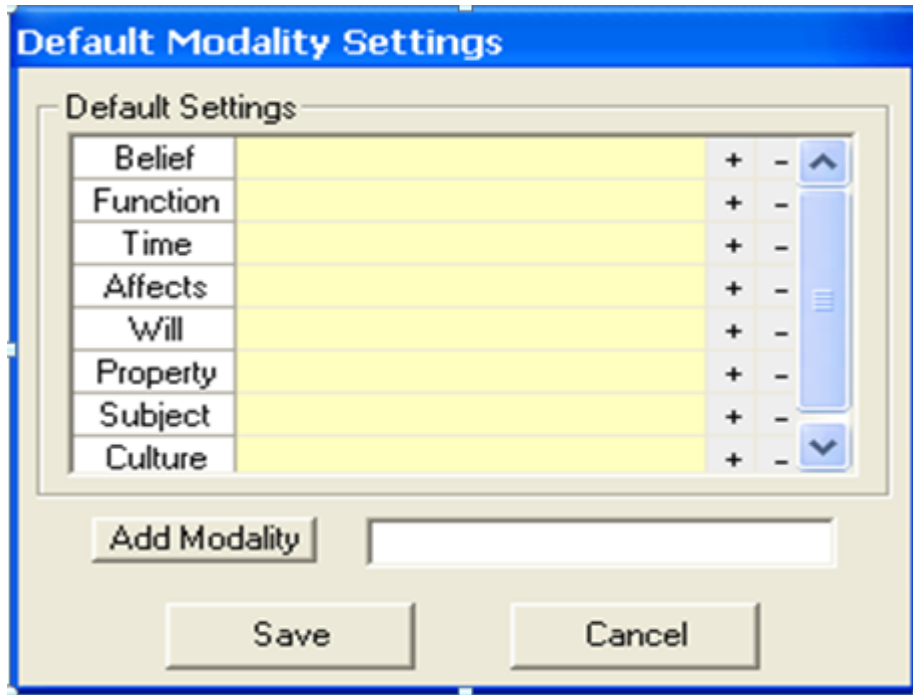 Default Modality Settings
Default Settings
Belief + -
Function + -
Time + -
Affects + -
Will + -
Property + -
Subject + -
Culture + -
Add Modality
Save Cancel